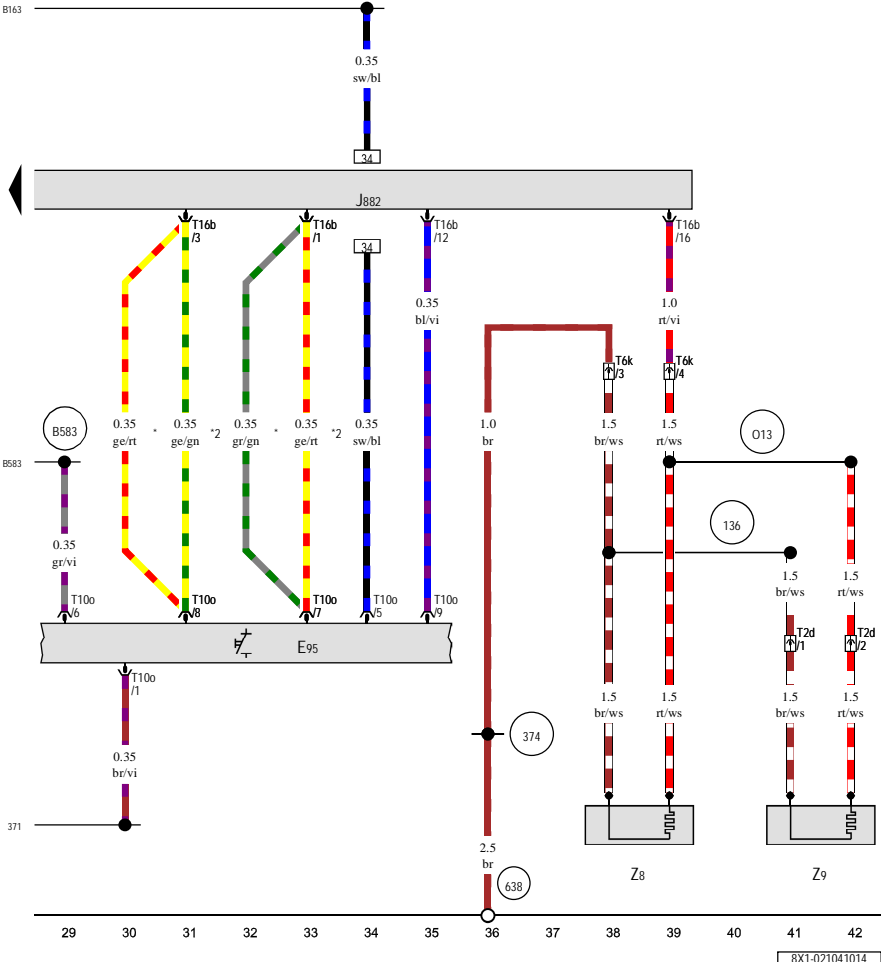 B163
0.35
sw/bl
34
J882
T16b
/3
T16b
/1
34
T16b
/12
T16b
/16
0.35
bl/vi
1.0
rt/vi
T6k
/3
T6k
/4
B583
0.35
ge/rt
*
0.35
ge/gn
*2
0.35
gr/gn
*
0.35
ge/rt
*2
0.35
sw/bl
1.0
br
1.5
br/ws
1.5
rt/ws
O13
B583
136
0.35
gr/vi
1.5
br/ws
1.5
rt/ws
T10o
/6
T10o
/8
T10o
/7
T10o
/5
T10o
/9
T2d
/1
T2d
/2
E95
T10o
/1
1.5
br/ws
1.5
rt/ws
1.5
br/ws
1.5
rt/ws
374
0.35
br/vi
371
2.5
br
638
Z8
Z9
29 30 31 32 33 34 35 36 37 38 39 40 41 42
8X1-021041014